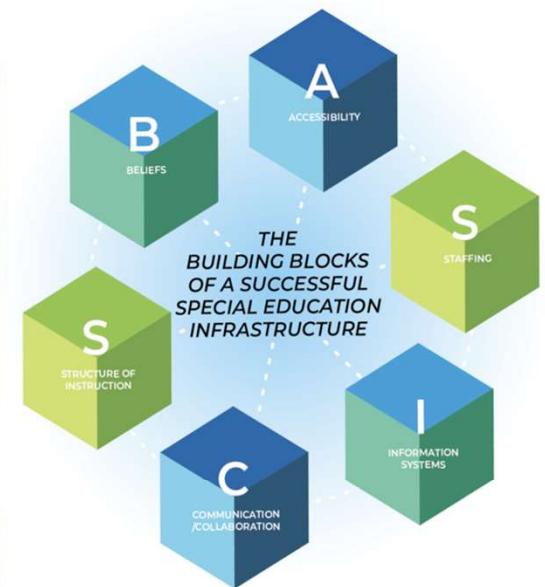 B
BELIEFS
A
ACCESSIBILITY
S
STAFFING
I
INFORMATION
SYSTEMS
C
COMMUNICATION
/COLLABORATION
S
STRUCTURE OF
INSTRUCTION
THE
BUILDING BLOCKS
OF A SUCCESSFUL
SPECIAL EDUCATION
INFRASTRUCTURE